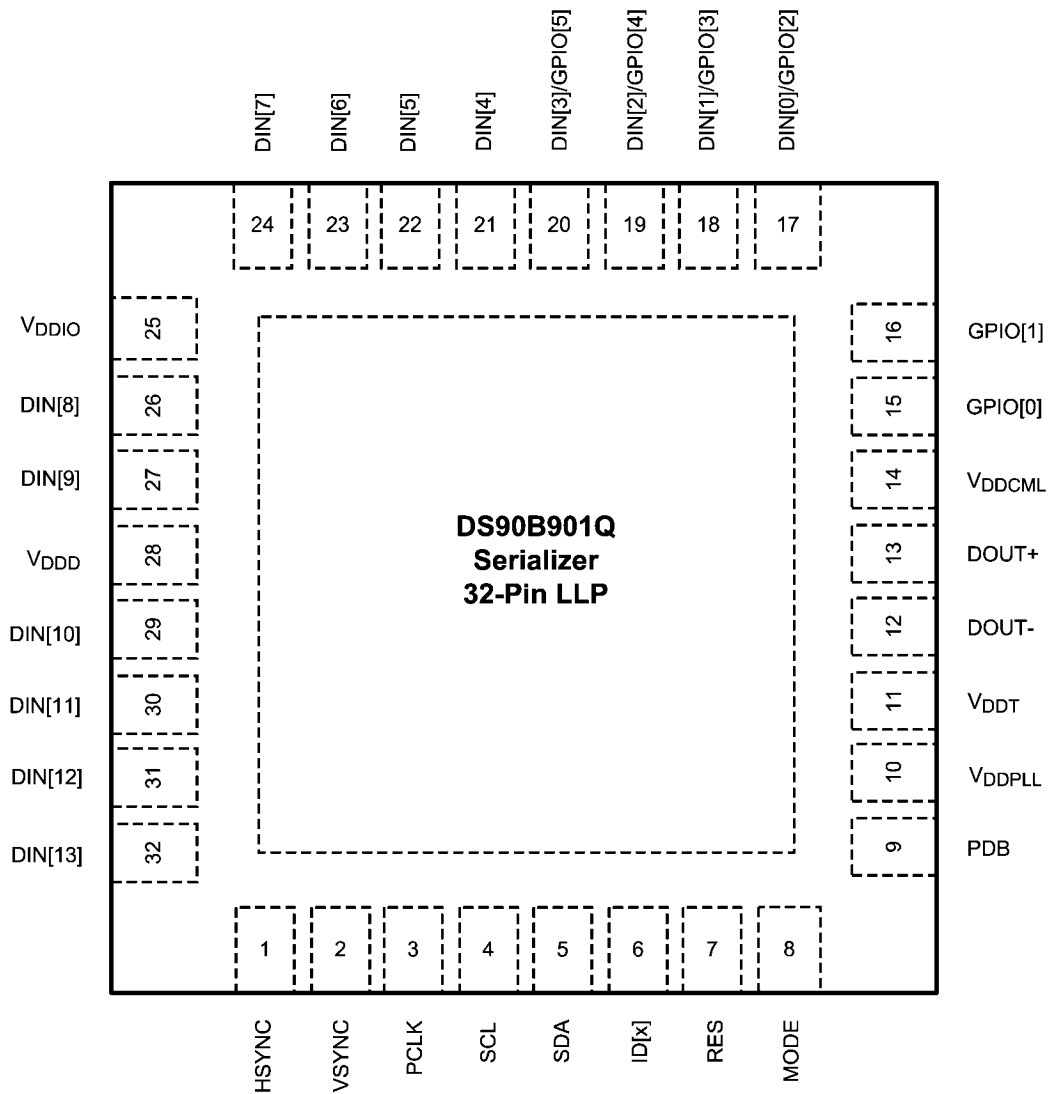 DIN[7]
DIN[6]
DIN[5]
DIN[4]
DIN[3]/GPIO[5]
DIN[2]/GPIO[4]
DIN[1]/GPIO[3]
DIN[0]/GPIO[2]
24
23
22
21
20
19
18
17
VDDIO
25
16
GPIO[1]
DIN[8]
26
15
GPIO[0]
DIN[9]
27
14
VDDCML
VDDD
28
13
DOUT+
DIN[10]
29
12
DOUT-
DIN[11]
30
11
VDDT
DIN[12]
31
10
VDDPLL
DIN[13]
32
9
PDB
DS90B901Q
Serializer
32-Pin LLP
1
2
3
4
5
6
7
8
HSYNC
VSYNC
PCLK
SCL
SDA
ID[x]
RES
MODE